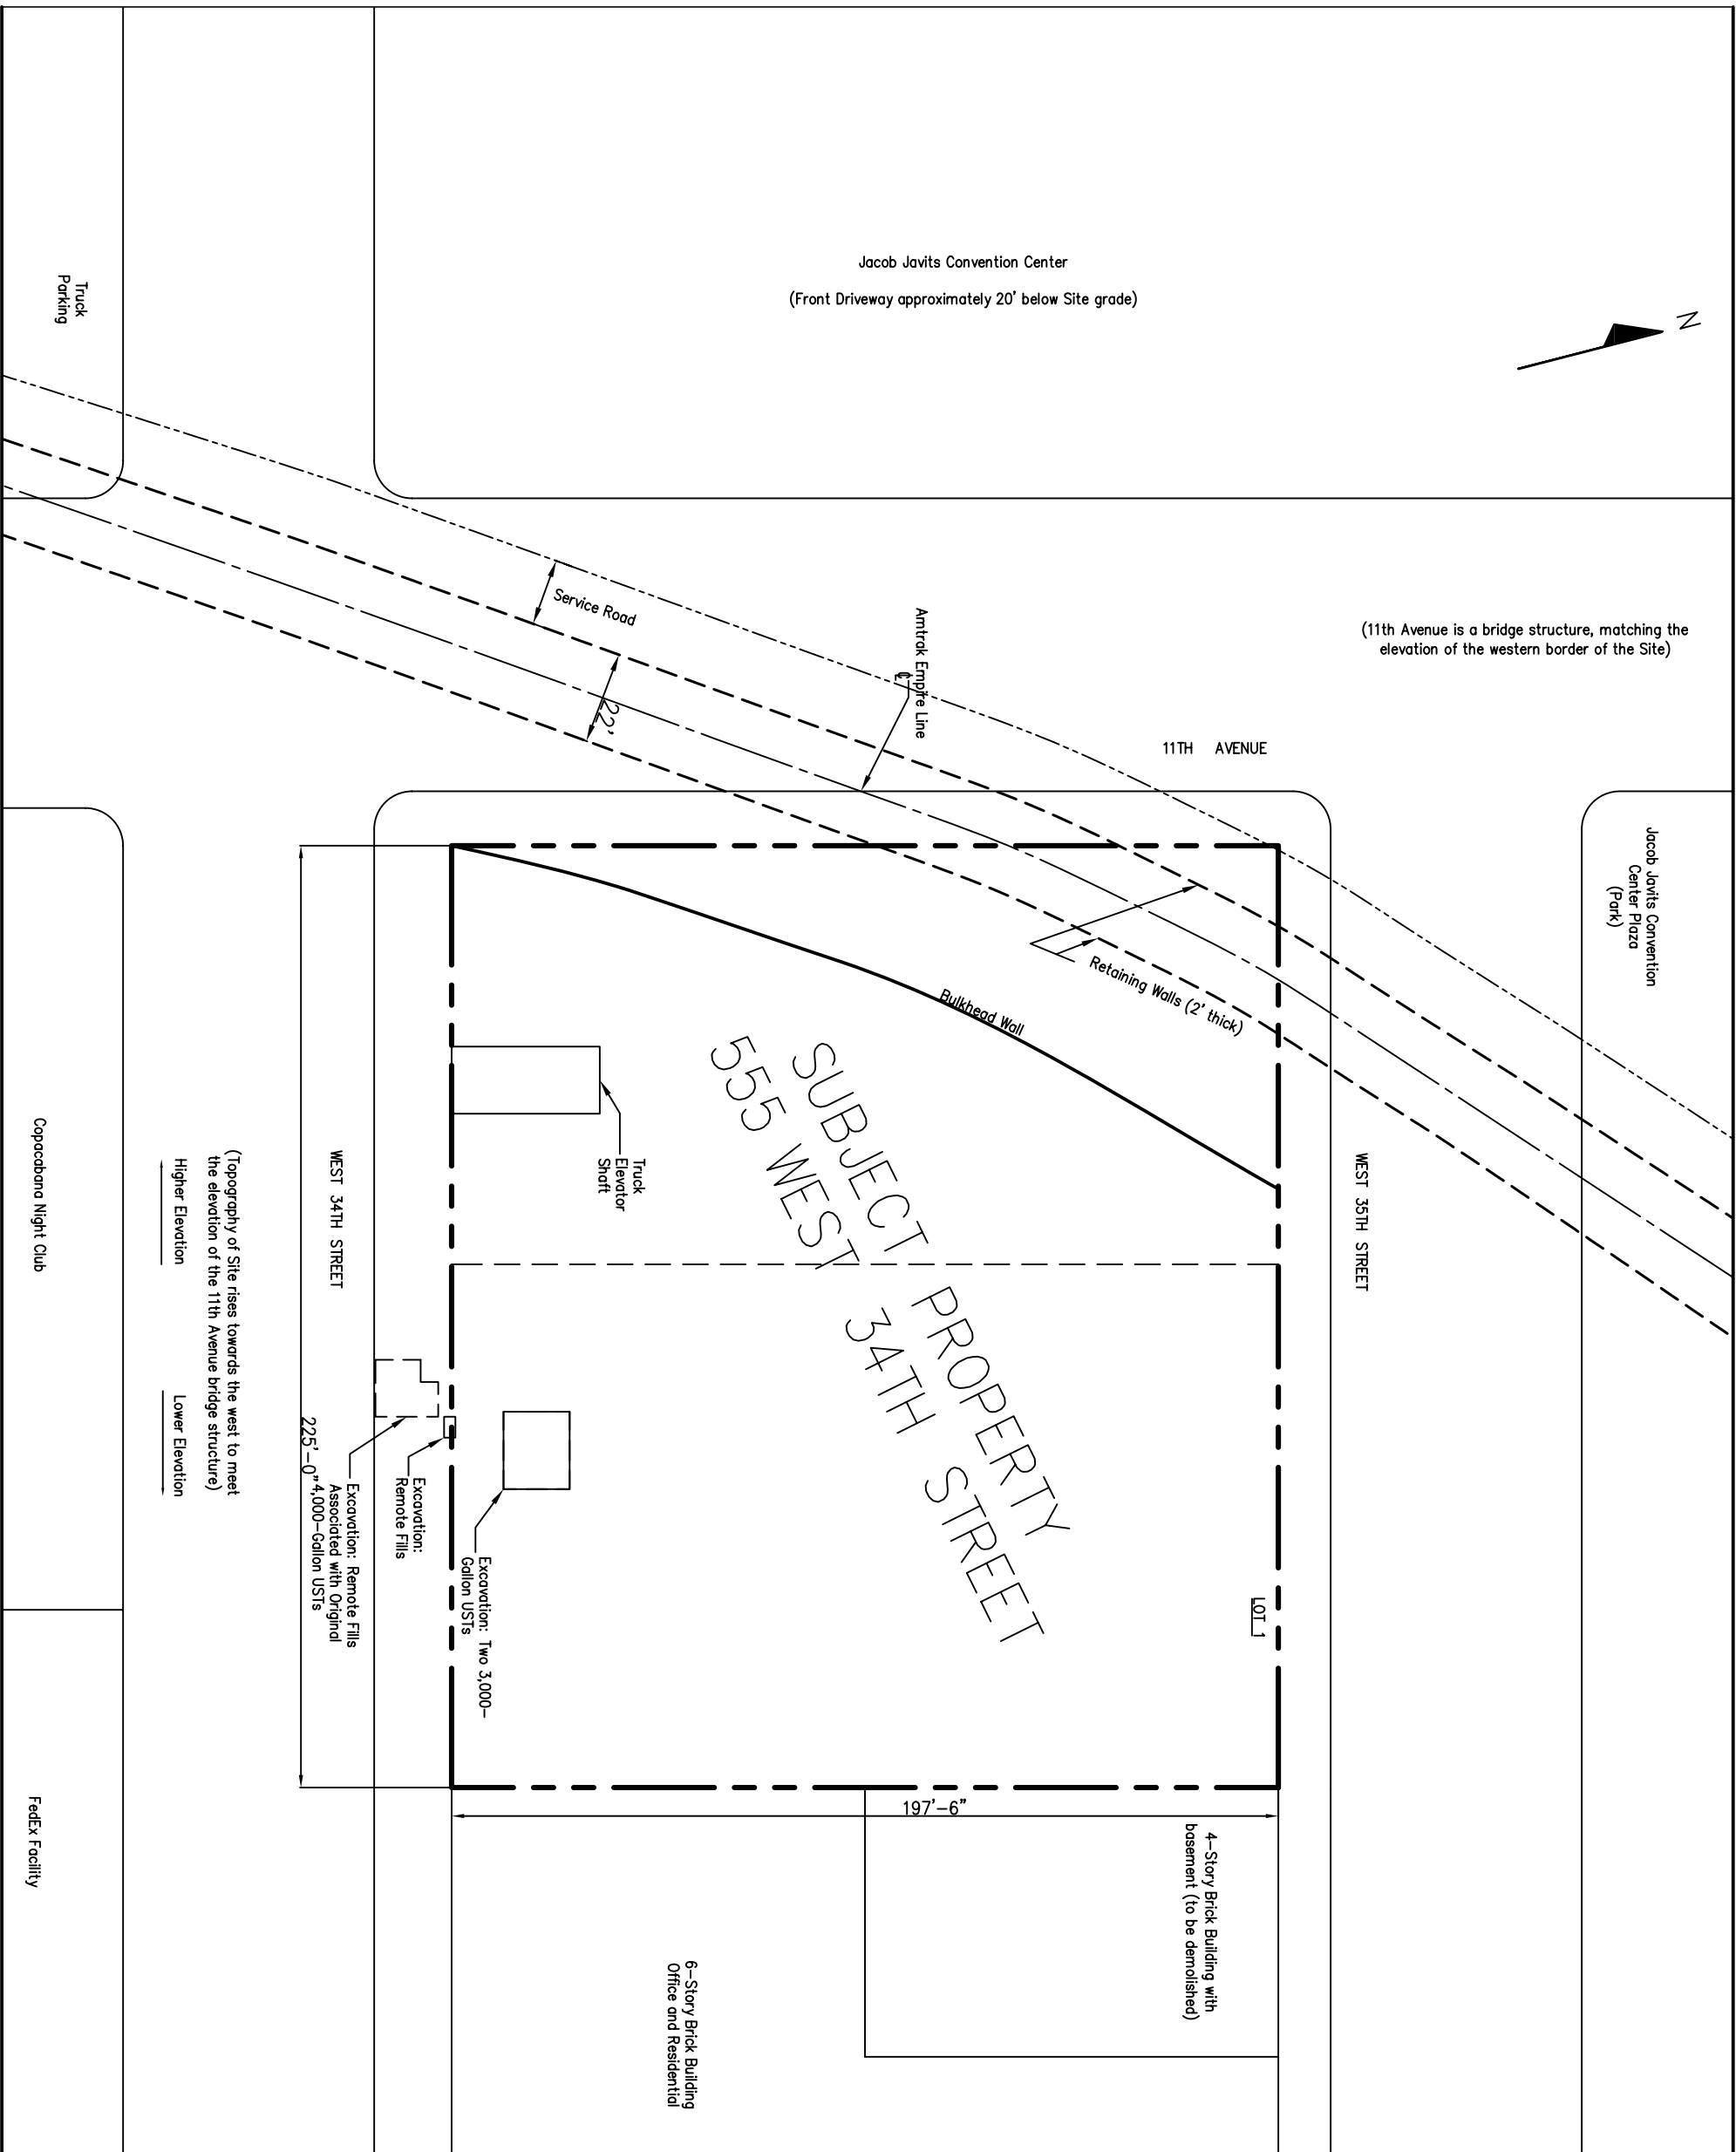 Jacob Javits Convention Center
(Front Driveway approximately 20' below Site grade)
N
Truck
Parking
Service Road
22'
Amtrak Empire Line
℄
(11th Avenue is a bridge structure, matching the
elevation of the western border of the Site)
11TH AVENUE
Jacob Javits Convention
Center Plaza
(Park)
Retaining Walls (2' thick)
Bulkhead Wall
SUBJECT PROPERTY
555 WEST 34TH STREET
Truck
Elevator
Shaft
WEST 35TH STREET
WEST 34TH STREET
(Topography of Site rises towards the west to meet
the elevation of the 11th Avenue bridge structure)
Higher Elevation
Lower Elevation
Copacabana Night Club
225'-0"
Excavation: Remote Fills
Associated with Original
4,000-Gallon USTs
Excavation:
Remote Fills
Excavation: Two 3,000-
Gallon USTs
LOT 1
197'-6"
4-Story Brick Building with
basement (to be demolished)
6-Story Brick Building
Office and Residential
FedEx Facility